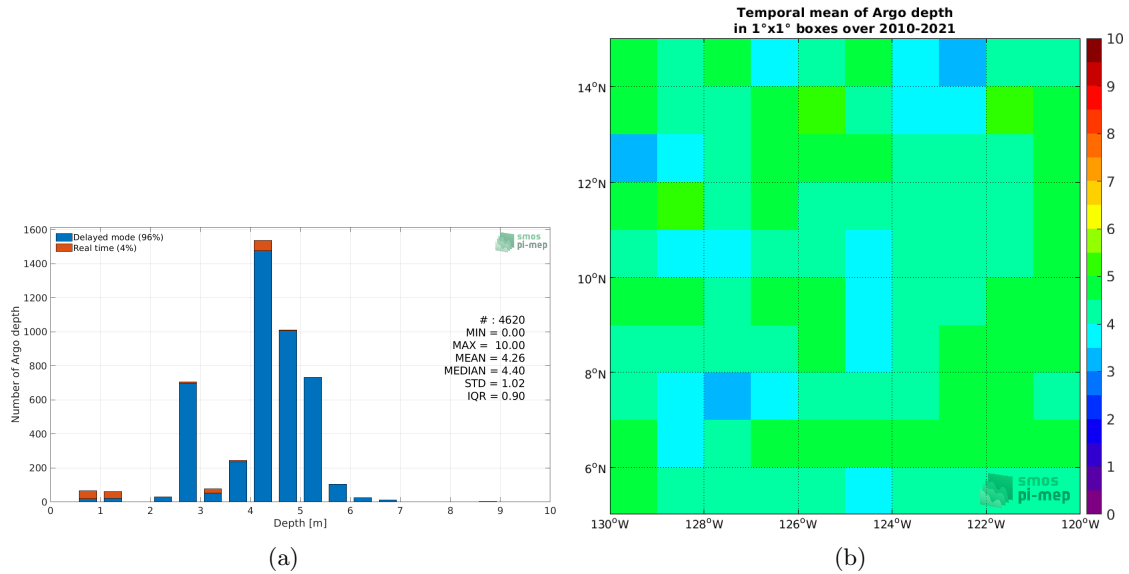 1600
1400
1200
1000
800
600
400
200
0
Number of Argo depth
Delayed mode (96%)
Real time (4%)
smos
pi-mep
# : 4620
MIN = 0.00
MAX = 10.00
MEAN = 4.26
MEDIAN = 4.40
STD = 1.02
IQR = 0.90
0 1 2 3 4 5 6 7 8 9 10
Depth [m]
(a)
Temporal mean of Argo depth
in 1°x1° boxes over 2010-2021
14°N
12°N
10°N
8°N
6°N
130°W 128°W 126°W 124°W 122°W 120°W
smos
pi-mep
10
9
8
7
6
5
4
3
2
1
0
(b)